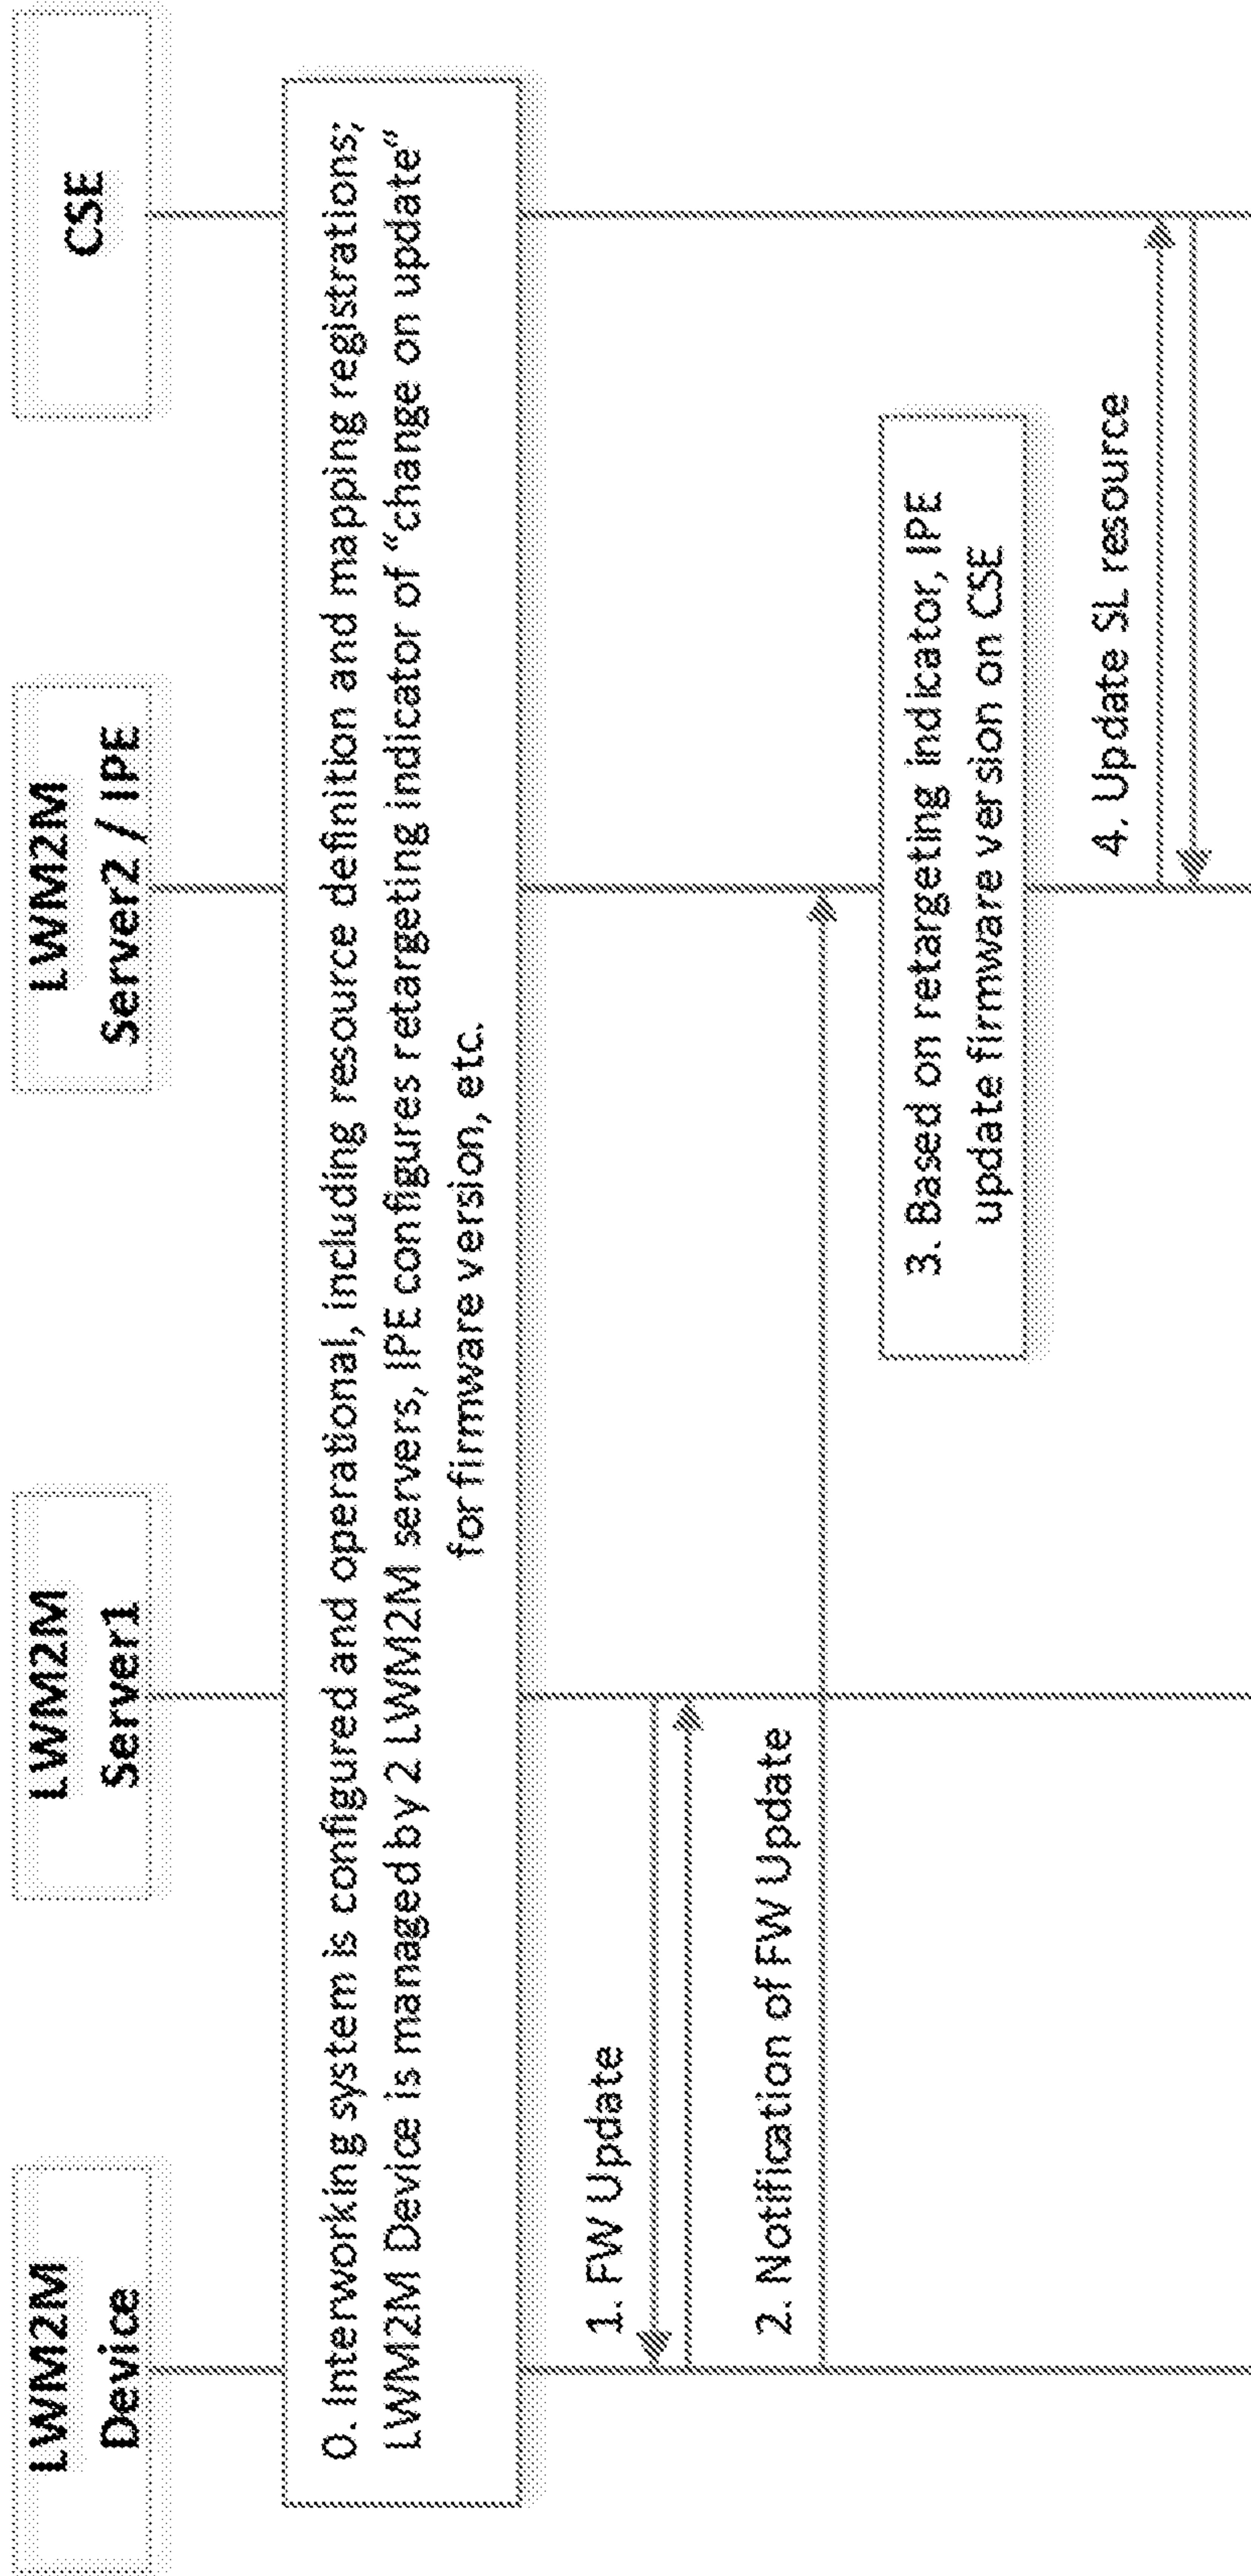 LWM2M
Device
LWM2M
Server1
LWM2M
Server2 / IPE
CSE
0. Interworking system is configured and operational, including resource definition and mapping registrations;
LWM2M Device is managed by 2 LWM2M servers, IPE configures retargeting indicator of “change on update”
for firmware version, etc.
1. FW Update
2. Notification of FW Update
3. Based on retargting indicator, IPE
update firmware version on CSE
4. Update SL resource